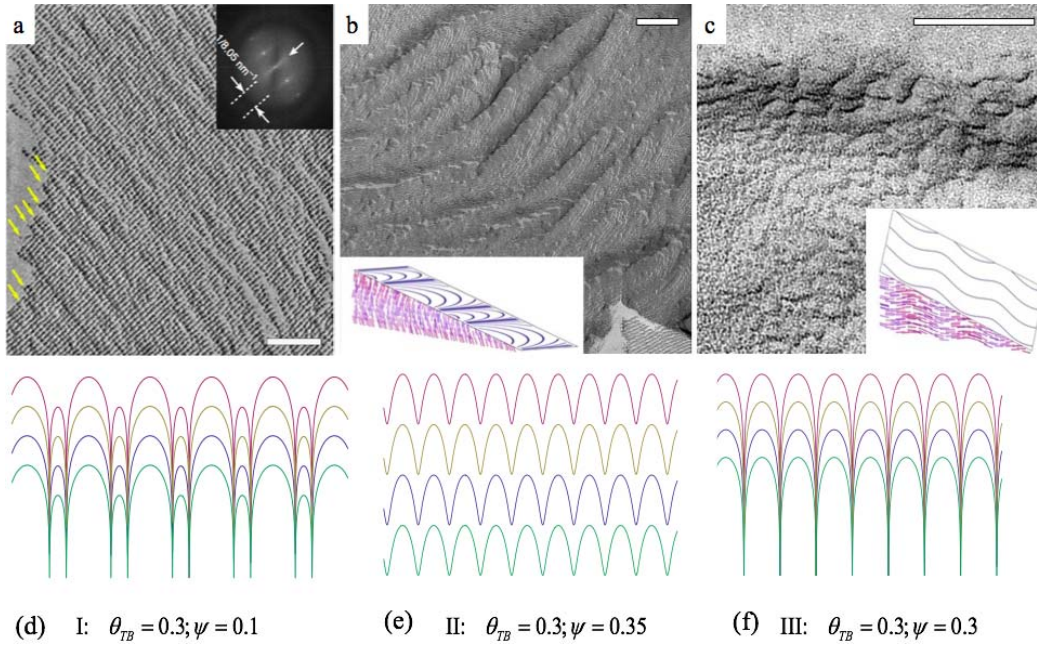 a
1/8.05 nm⁻¹
b
c
(d) I: θ_TB = 0.3; ψ = 0.1
(e) II: θ_TB = 0.3; ψ = 0.35
(f) III: θ_TB = 0.3; ψ = 0.3